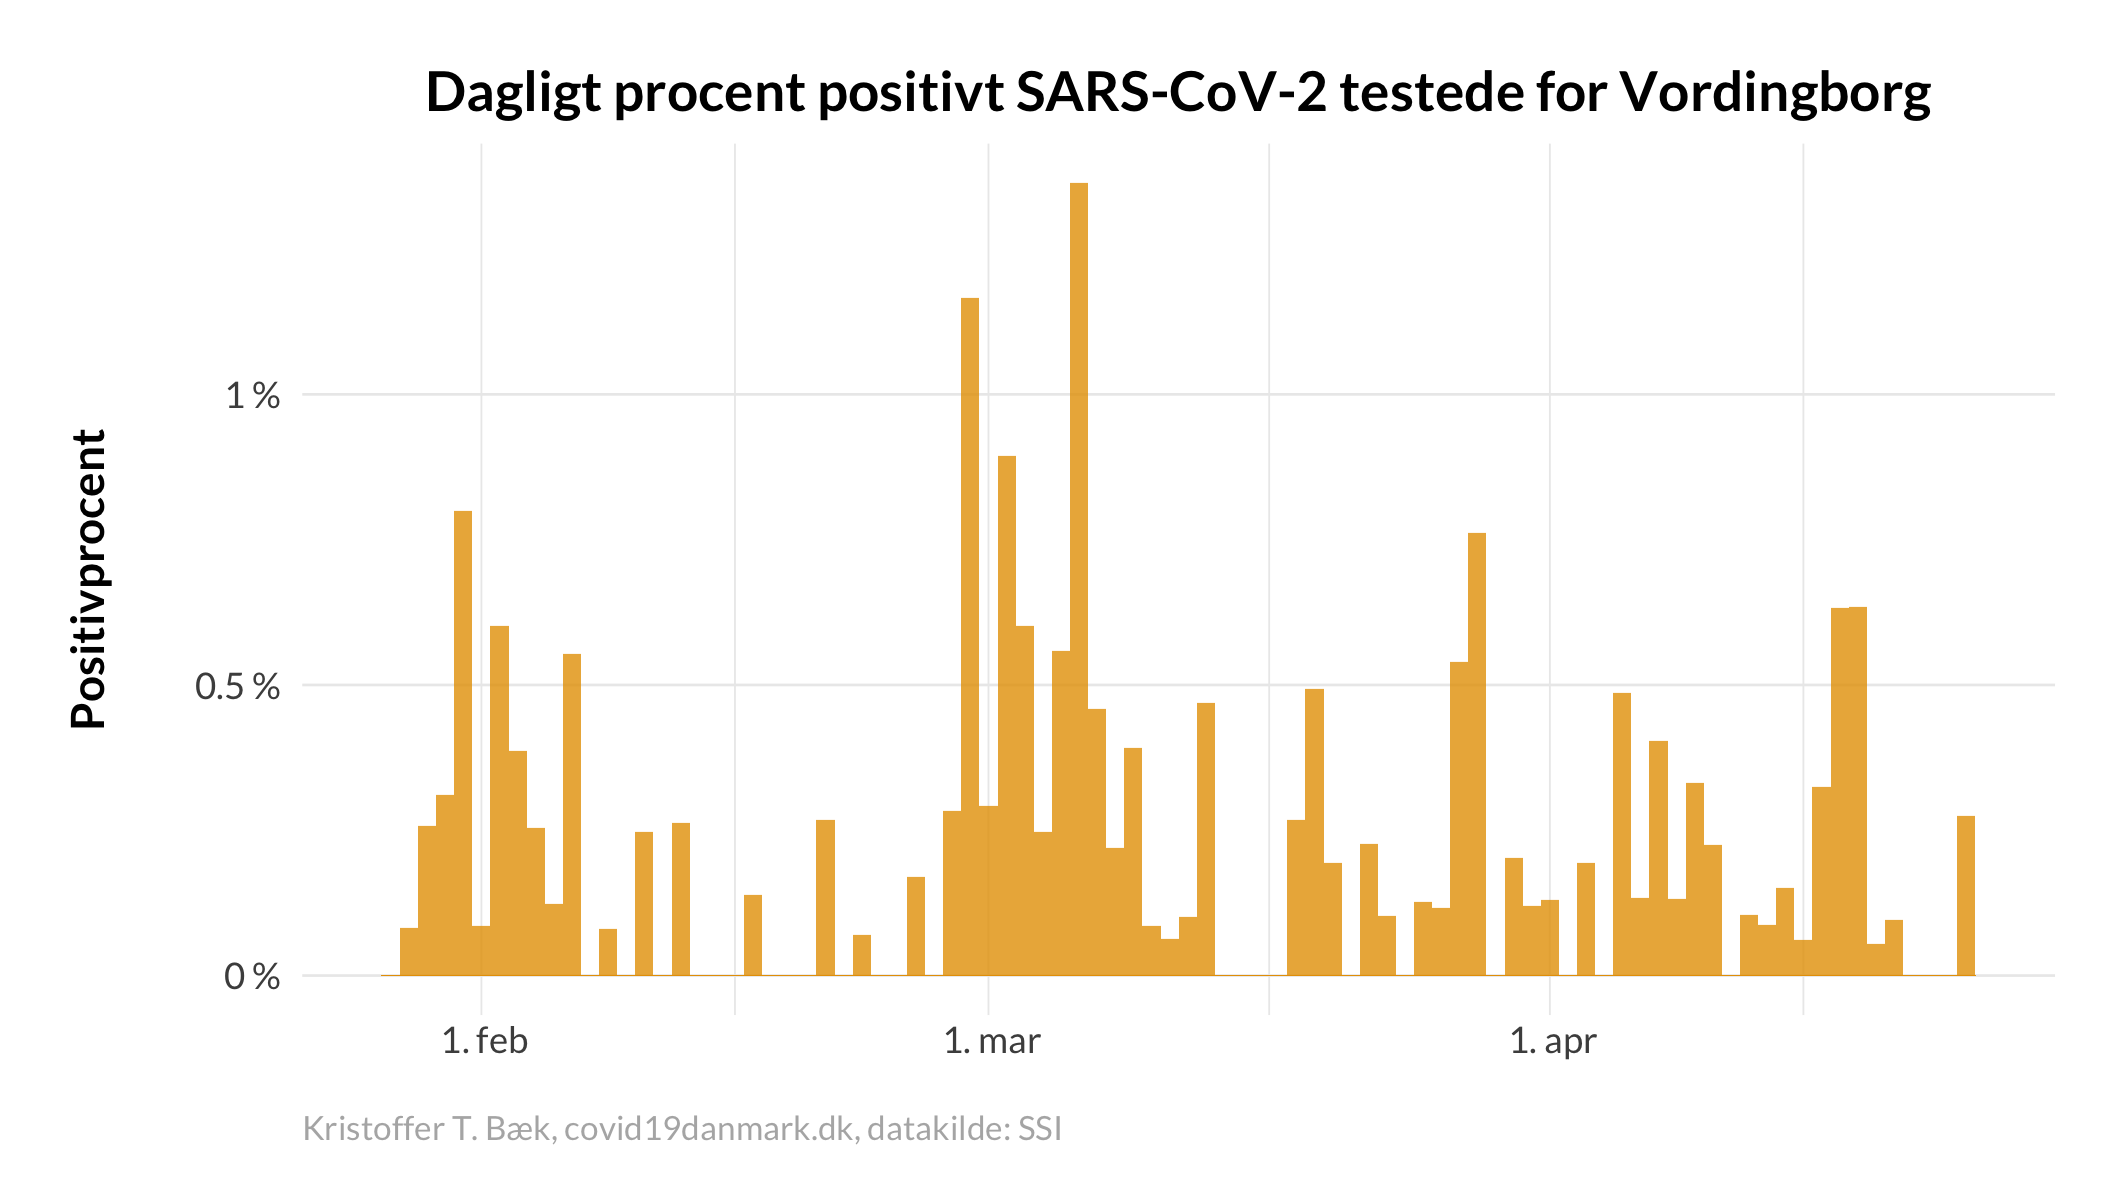 Dagligt procent positivt SARS-CoV-2 testede for Vordingborg
Positivprocent
1 %
0.5 %
0 %
1. feb
1. mar
1. apr
Kristoffer T. Bæk, covid19danmark.dk, datakilde: SSI